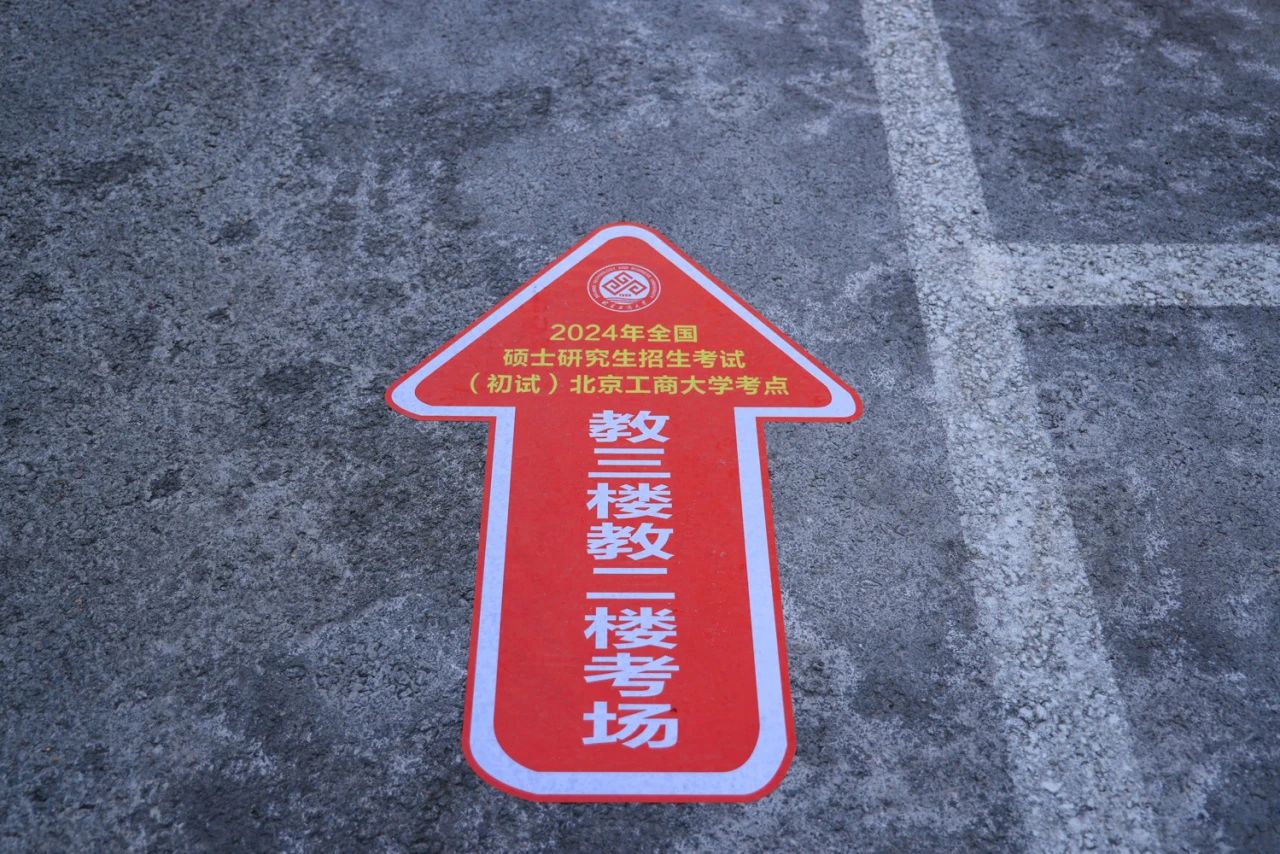 2024年全国
硕士研究生招生考试
（初试）北京工商大学考点
教三楼教二楼考场